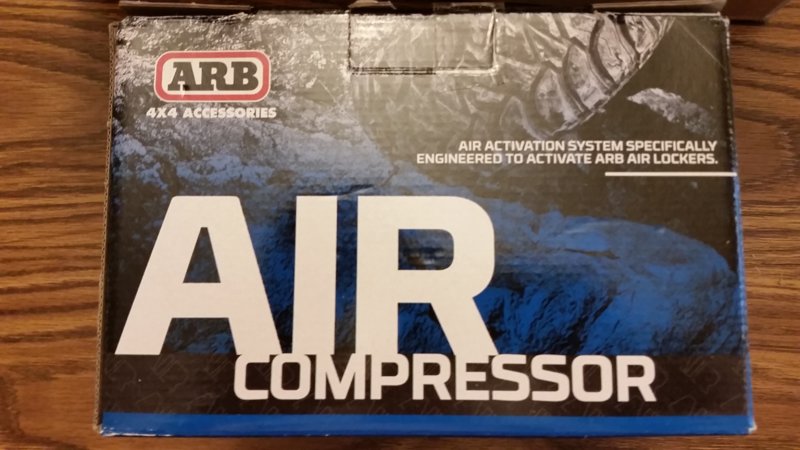 ARB
4X4 ACCESSORIES
AIR ACTIVATION SYSTEM SPECIFICALLY
ENGINEERED TO ACTIVATE ARB AIR LOCKERS.
AIR
COMPRESSOR